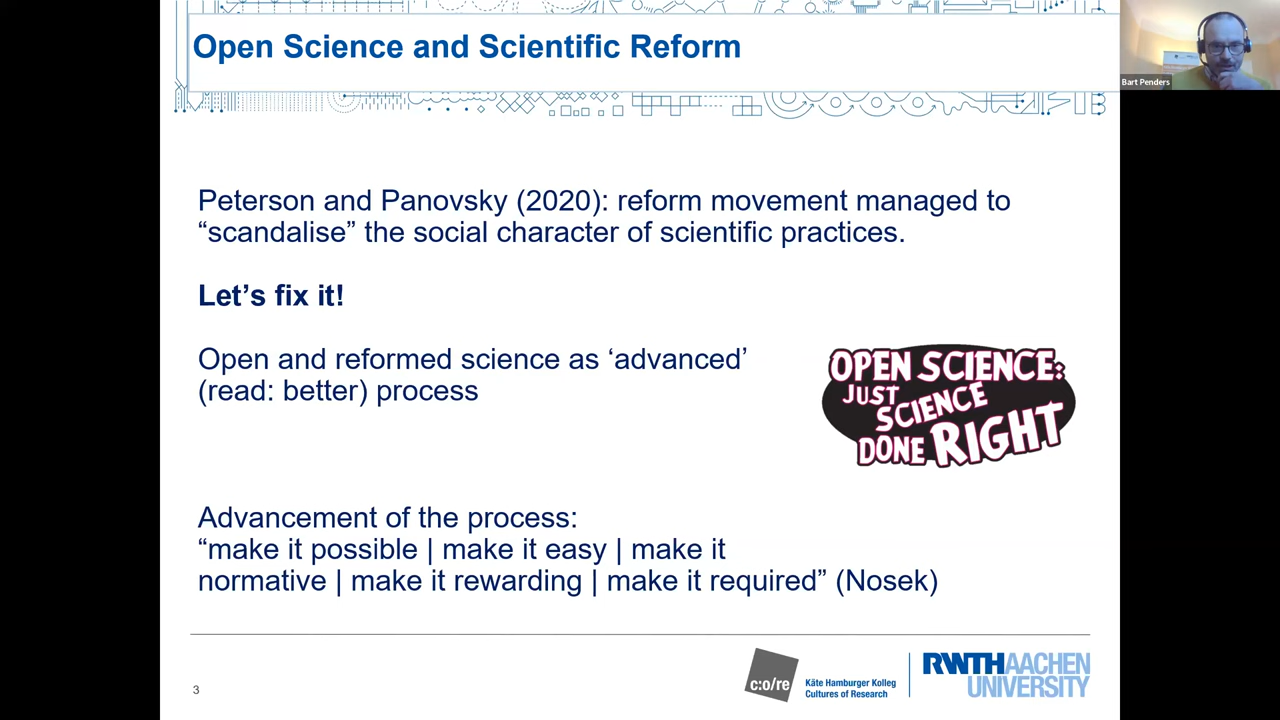 Open Science and Scientific Reform
Bart Penders
Peterson and Panovsky (2020): reform movement managed to
“scandalise” the social character of scientific practices.
Let’s fix it!
Open and reformed science as ‘advanced’
(read: better) process
OPEN SCIENCE:
JUST
SCIENCE
DONE RIGHT
Advancement of the process:
“make it possible | make it easy | make it
normative | make it rewarding | make it required” (Nosek)
3
c:o/re
Käte Hamburger Kolleg
Cultures of Research
RWTH AACHEN
UNIVERSITY